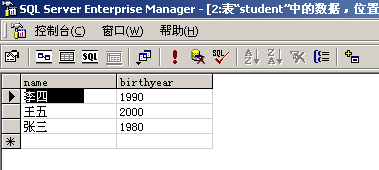 SQL Server Enterprise Manager - [2:表“student”中的数据，位置
控制台(C) 窗口(W) 帮助(H)
SQL SQL
name birthyear
李四 1990
王五 2000
张三 1980